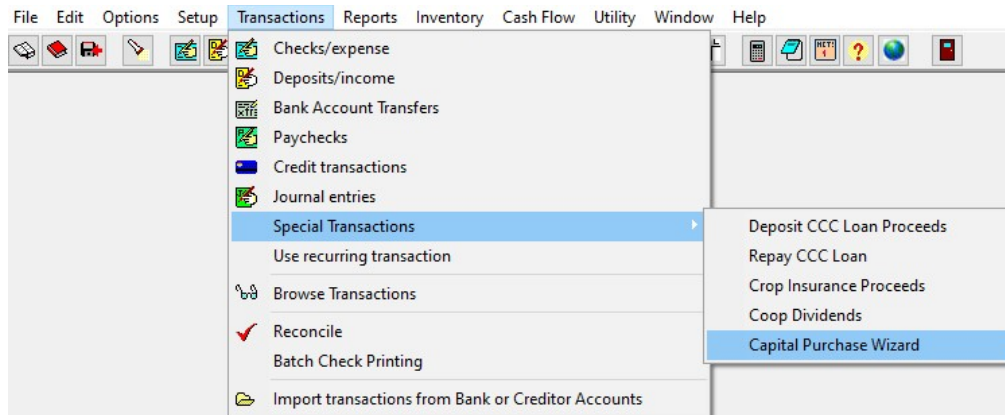 File Edit Options Setup Transactions Reports Inventory Cash Flow Utility Window Help
Checks/expense
Deposits/income
Bank Account Transfers
Paychecks
Credit transactions
Journal entries
Special Transactions
Use recurring transaction
Browse Transactions
Reconcile
Batch Check Printing
Import transactions from Bank or Creditor Accounts
Deposit CCC Loan Proceeds
Repay CCC Loan
Crop Insurance Proceeds
Coop Dividends
Capital Purchase Wizard